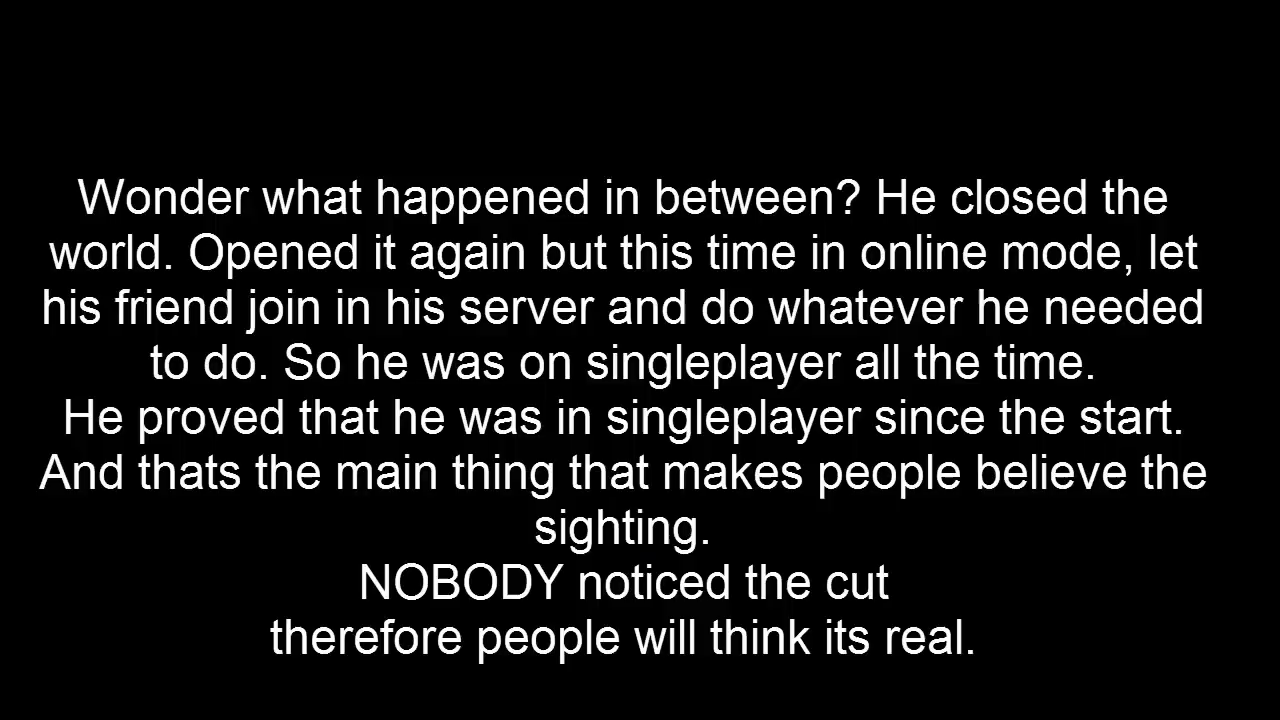 Wonder what happened in between? He closed the
world. Opened it again but this time in online mode, let
his friend join in his server and do whatever he needed
to do. So he was on singleplayer all the time.
He proved that he was in singleplayer since the start.
And thats the main thing that makes people believe the
sighting.
NOBODY noticed the cut
therefore people will think its real.